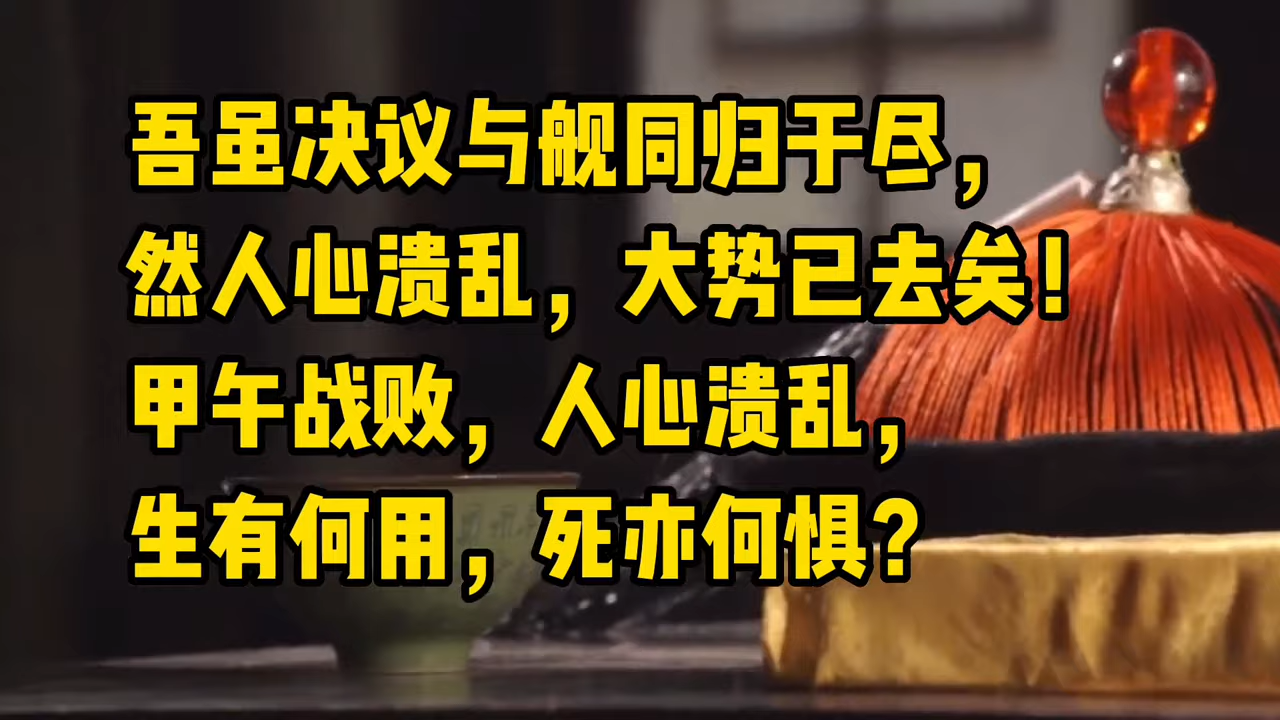 吾虽决议与舰同归于尽，
然人心溃乱，大势已去矣！
甲午战败，人心溃乱，
生有何用，死亦何惧？